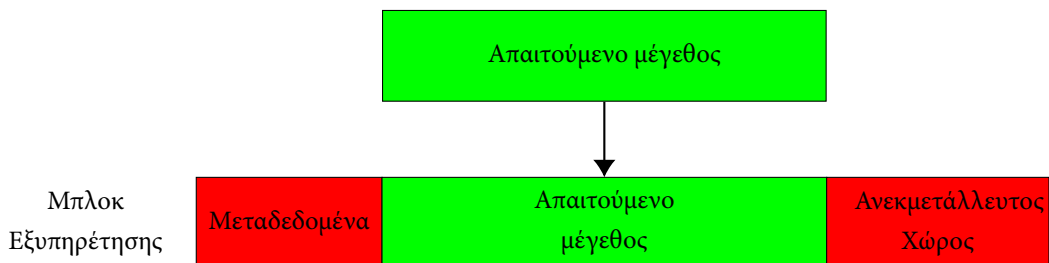 Απαιτούμενο μέγεθος
Μπλοκ
Εξυπηρέτησης
Μεταδεδομένα
Απαιτούμενο
μέγεθος
Ανεκμετάλλευτος
Χώρος